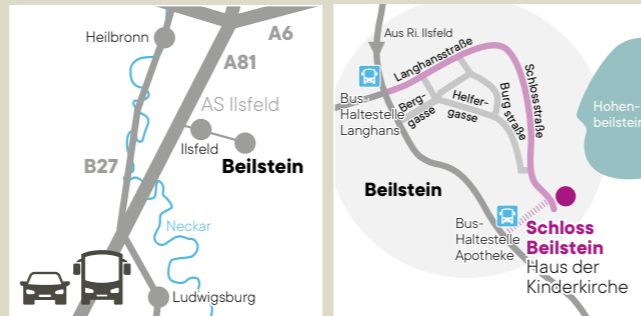 Heilbronn
A6
A81
AS Ilsfeld
Ilsfeld
Beilstein
B27
Neckar
Ludwigsburg
Aus Ri. Ilsfeld
Langhansstraße
Bus-
Haltestelle
Langhans
Berg-
gasse
Helfer-
gasse
Burgstraße
Schlossstraße
Hohen-
beilstein
Beilstein
Bus-
Haltestelle
Apotheke
Schloss
Beilstein
Haus der
Kinderkirche